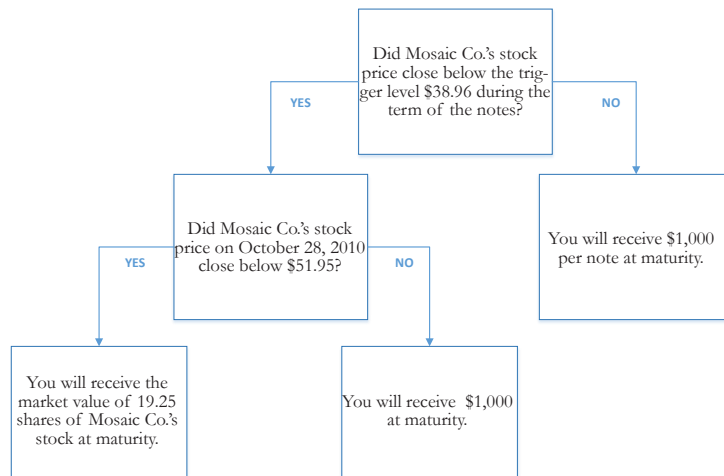 Did Mosaic Co.'s stock
price close below the trig-
ger level $38.96 during the
term of the notes?
YES
NO
Did Mosaic Co.'s stock
price on October 28, 2010
close below $51.95?
You will receive $1,000
per note at maturity.
YES
NO
You will receive the
market value of 19.25
shares of Mosaic Co.'s
stock at maturity.
You will receive  $1,000
at maturity.